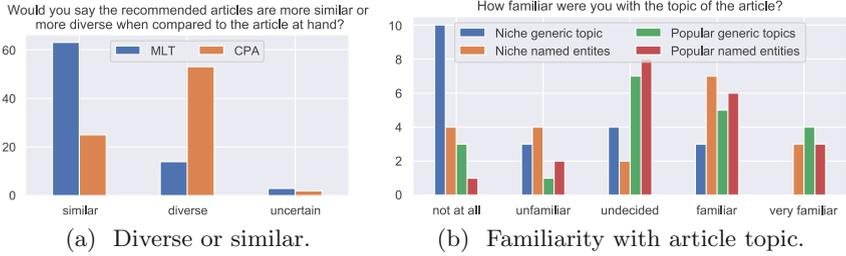 Would you say the recommended articles are more similar or
more diverse when compared to the article at hand?
MLT
CPA
60
40
20
0
similar
diverse
uncertain
(a) Diverse or similar.
How familiar were you with the topic of the article?
Niche generic topic
Popular generic topics
Niche named entites
Popular named entities
10
8
6
4
2
0
not at all
unfamiliar
undecided
familiar
very familiar
(b) Familiarity with article topic.